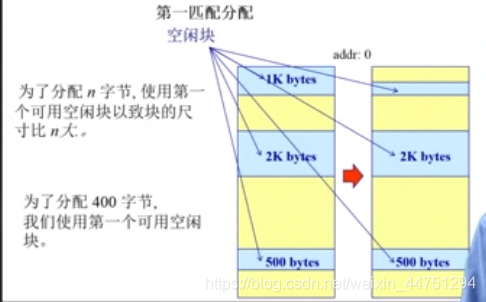 第一匹配分配
空闲块
addr: 0
1K bytes
为了分配 n 字节, 使用第一
个可用空闲块以致块的尺
寸比 n大:。
2K bytes
2K bytes
为了分配 400 字节,
我们使用第一个可用空闲
块。
500 bytes
500 bytes
https://blog.csdn.net/weixin_44751294